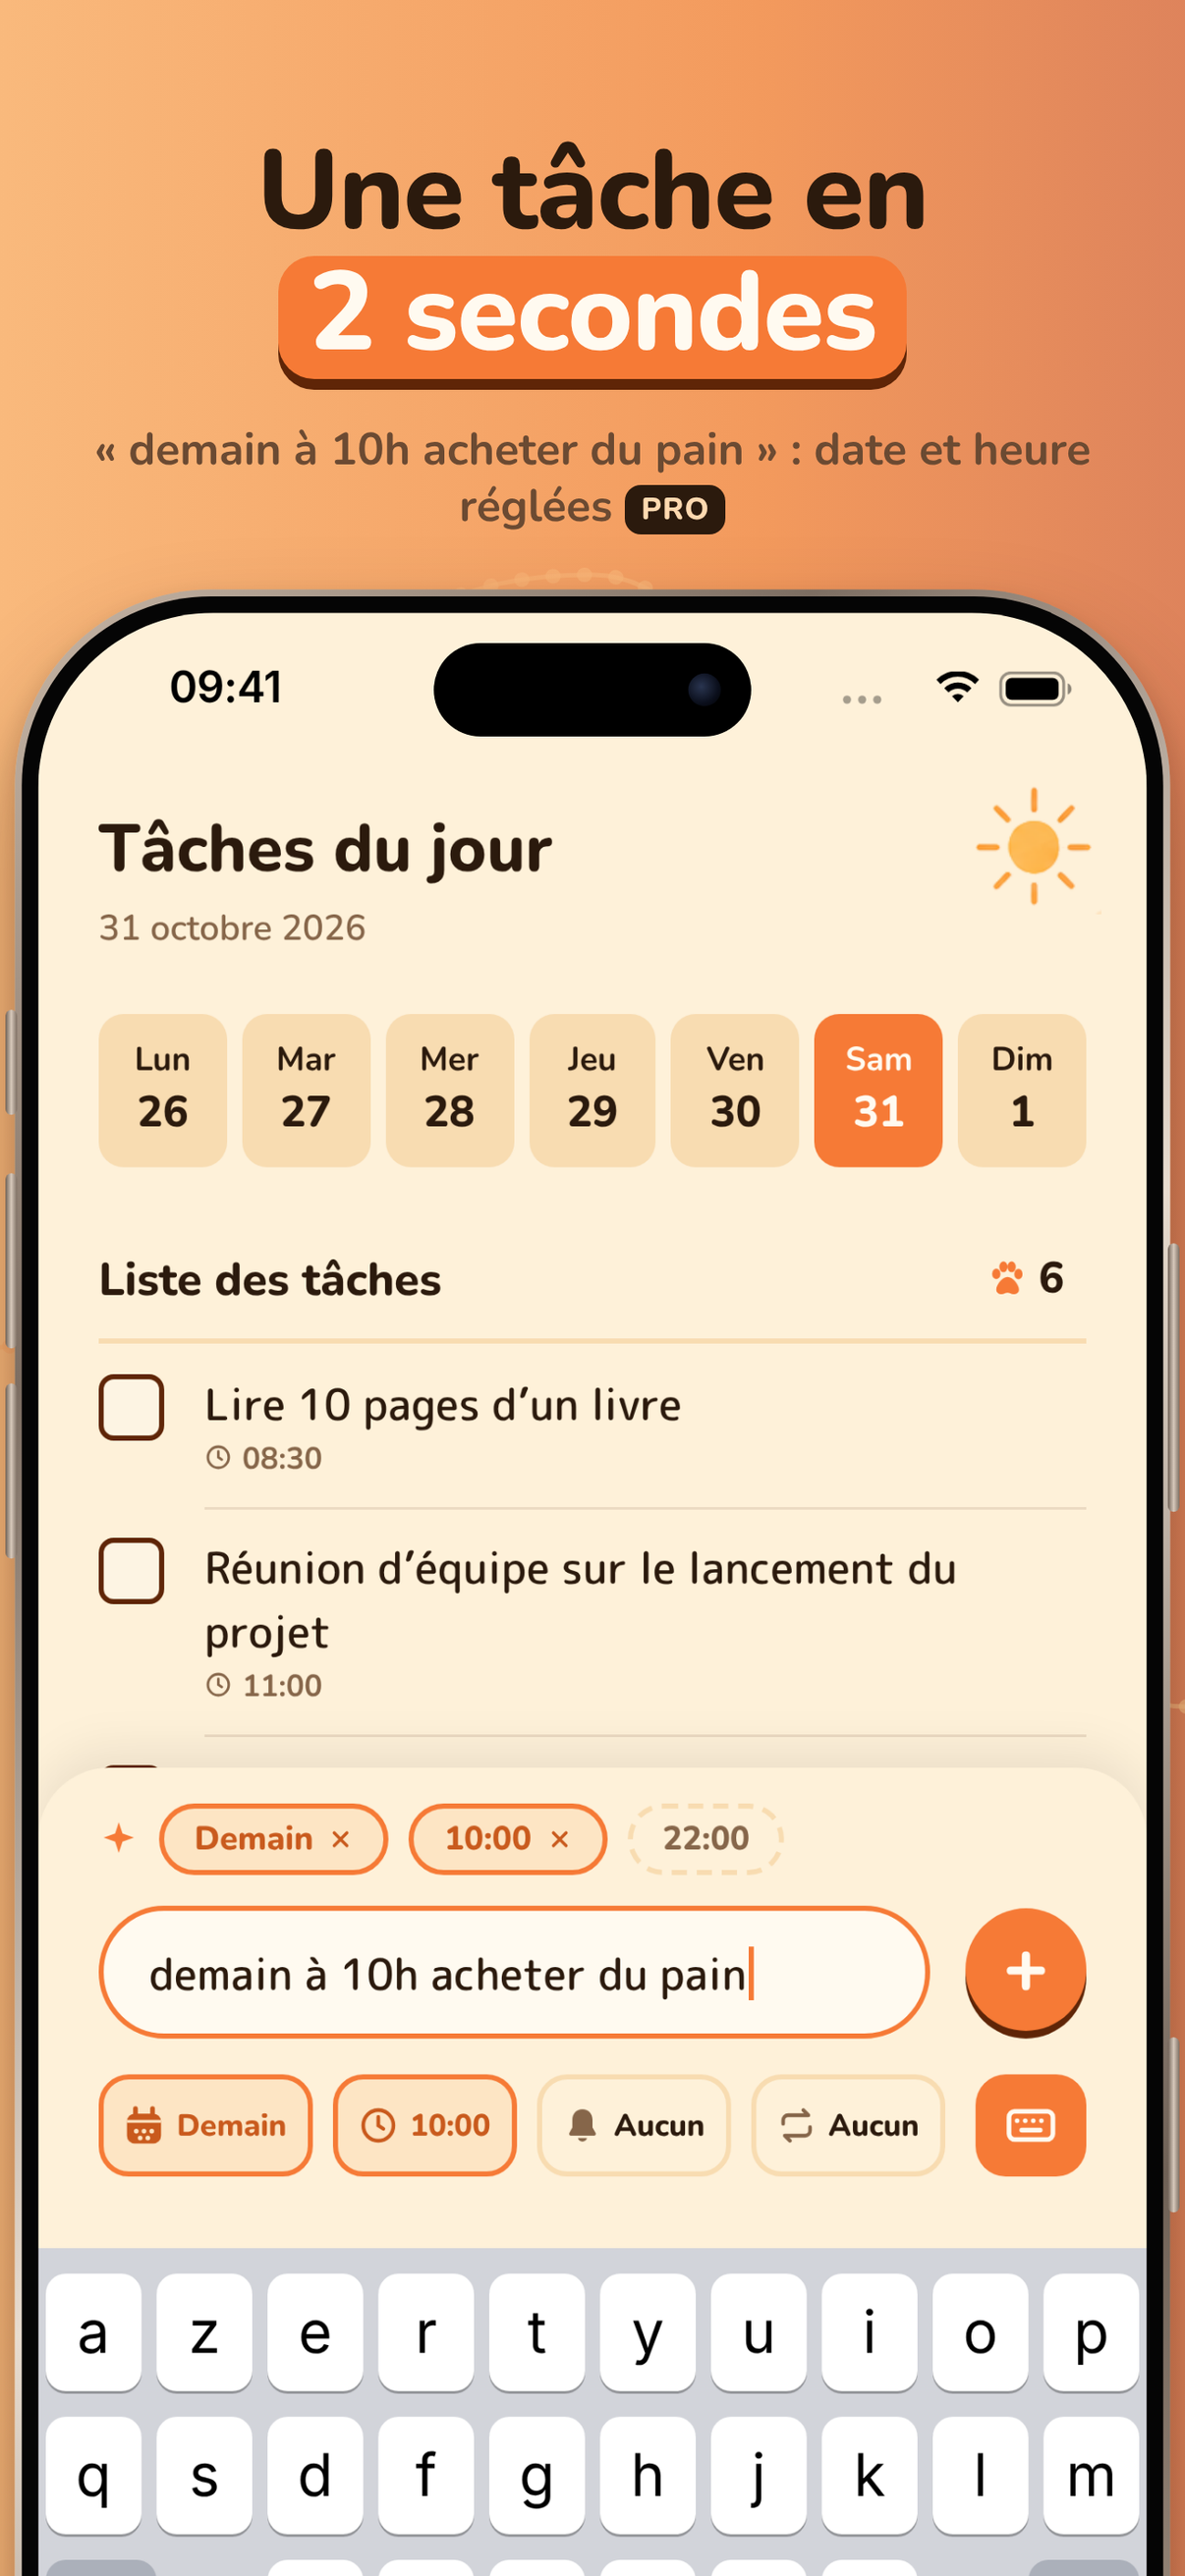 Une tâche en
2 secondes
« demain à 10h acheter du pain » : date et heure
réglées PRO
09:41
Tâches du jour
31 octobre 2026
Lun Mar Mer Jeu Ven Sam Dim
26 27 28 29 30 31 1
Liste des tâches 6
Lire 10 pages d’un livre
08:30
Réunion d’équipe sur le lancement du
projet
11:00
Demain × 10:00 × 22:00
demain à 10h acheter du pain
+
Demain 10:00 Aucun Aucun
a z e r t y u i o p
q s d f g h j k l m